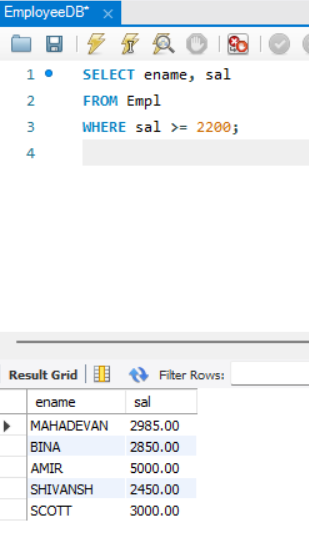 EmployeeDB*
1 SELECT ename, sal
2 FROM Empl
3 WHERE sal >= 2200;
4
Result Grid Filter Rows:
ename sal
MAHADEVAN 2985.00
BINA 2850.00
AMIR 5000.00
SHIVANSH 2450.00
SCOTT 3000.00